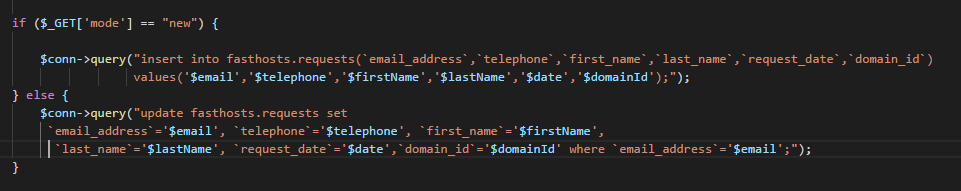 if ($_GET['mode'] == "new") {
$conn->query("insert into fasthosts.requests(`email_address`,`telephone`,`first_name`,`last_name`,`request_date`,`domain_id`)
values('$email','$telephone','$firstName','$lastName','$date','$domainId');");
} else {
$conn->query("update fasthosts.requests set
`email_address`='$email', `telephone`='$telephone', `first_name`='$firstName',
`last_name`='$lastName', `request_date`='$date',`domain_id`='$domainId' where `email_address`='$email';");
}